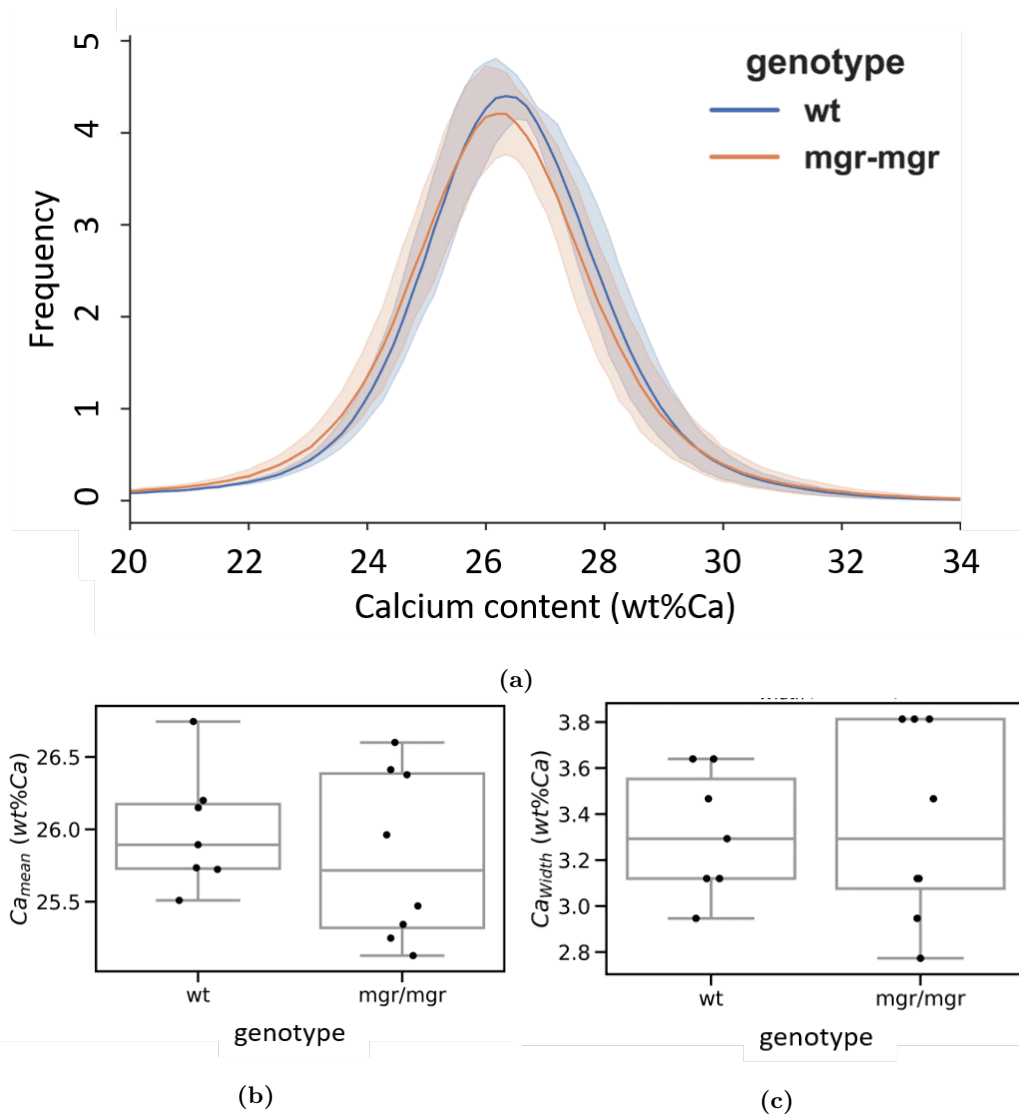 genotype
wt
mgr-mgr
Frequency
5
4
3
2
1
0
20 22 24 26 28 30 32 34
Calcium content (wt%Ca)
(a)
Ca_mean (wt%Ca)
26.5
26.0
25.5
wt mgr/mgr
genotype
(b)
Ca_Width (wt%Ca)
3.8
3.6
3.4
3.2
3.0
2.8
wt mgr/mgr
genotype
(c)